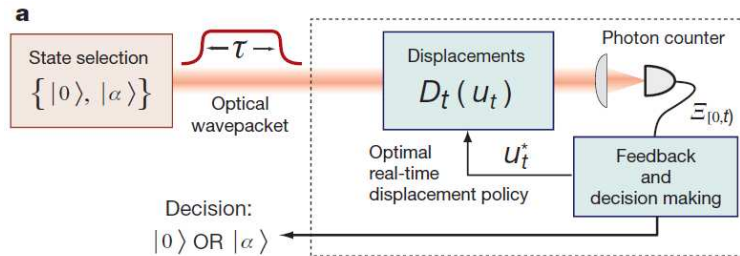 a
State selection
{ |0⟩, |α⟩ }
τ
Optical
wavepacket
Displacements
D_t(u_t)
Photon counter
Ξ_[0,t)
Optimal
real-time
displacement policy
u_t^*
Feedback
and
decision making
Decision:
|0⟩ OR |α⟩